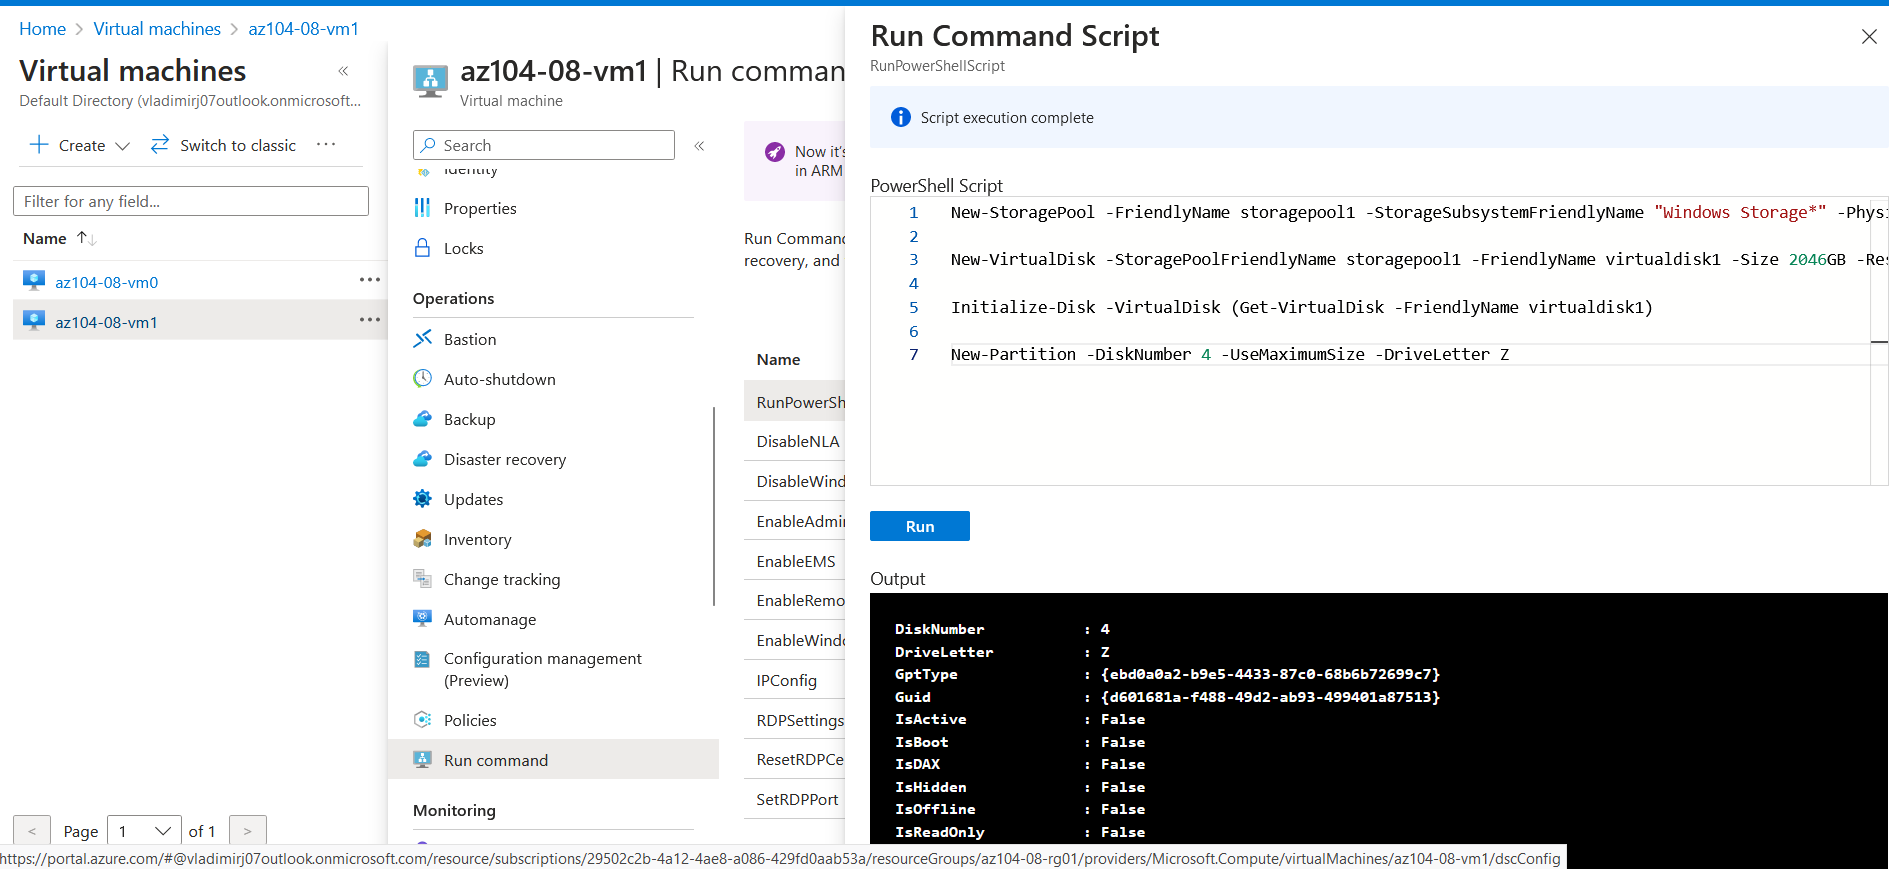 Home > Virtual machines > az104-08-vm1
Virtual machines «
Default Directory (vladimirj07outlook.onmicrosoft...
+ Create Switch to classic ...
Filter for any field...
Name ↑↓
az104-08-vm0 ...
az104-08-vm1 ...
< Page 1 of 1 >
az104-08-vm1 | Run comman
Virtual machine
Search «
Identity
Properties
Locks
Operations
Bastion
Auto-shutdown
Backup
Disaster recovery
Updates
Inventory
Change tracking
Automanage
Configuration management
(Preview)
Policies
Run command
Monitoring
Now it's
in ARM
Run Command
recovery, and
Name
RunPowerSh
DisableNLA
DisableWind
EnableAdmi
EnableEMS
EnableRemo
EnableWindo
IPConfig
RDPSettings
ResetRDPCe
SetRDPPort
Run Command Script
RunPowerShellScript
Script execution complete
PowerShell Script
1 New-StoragePool -FriendlyName storagepool1 -StorageSubsystemFriendlyName "Windows Storage*" -Physi
2
3 New-VirtualDisk -StoragePoolFriendlyName storagepool1 -FriendlyName virtualdisk1 -Size 2046GB -Res
4
5 Initialize-Disk -VirtualDisk (Get-VirtualDisk -FriendlyName virtualdisk1)
6
7 New-Partition -DiskNumber 4 -UseMaximumSize -DriveLetter Z
Run
Output
DiskNumber : 4
DriveLetter : Z
GptType : {ebd0a0a2-b9e5-4433-87c0-68b6b72699c7}
Guid : {d601681a-f488-49d2-ab93-499401a87513}
IsActive : False
IsBoot : False
IsDAX : False
IsHidden : False
IsOffline : False
IsReadOnly : False
https://portal.azure.com/#@vladimirj07outlook.onmicrosoft.com/resource/subscriptions/29502c2b-4a12-4ae8-a086-429fd0aab53a/resourceGroups/az104-08-rg01/providers/Microsoft.Compute/virtualMachines/az104-08-vm1/dscConfig